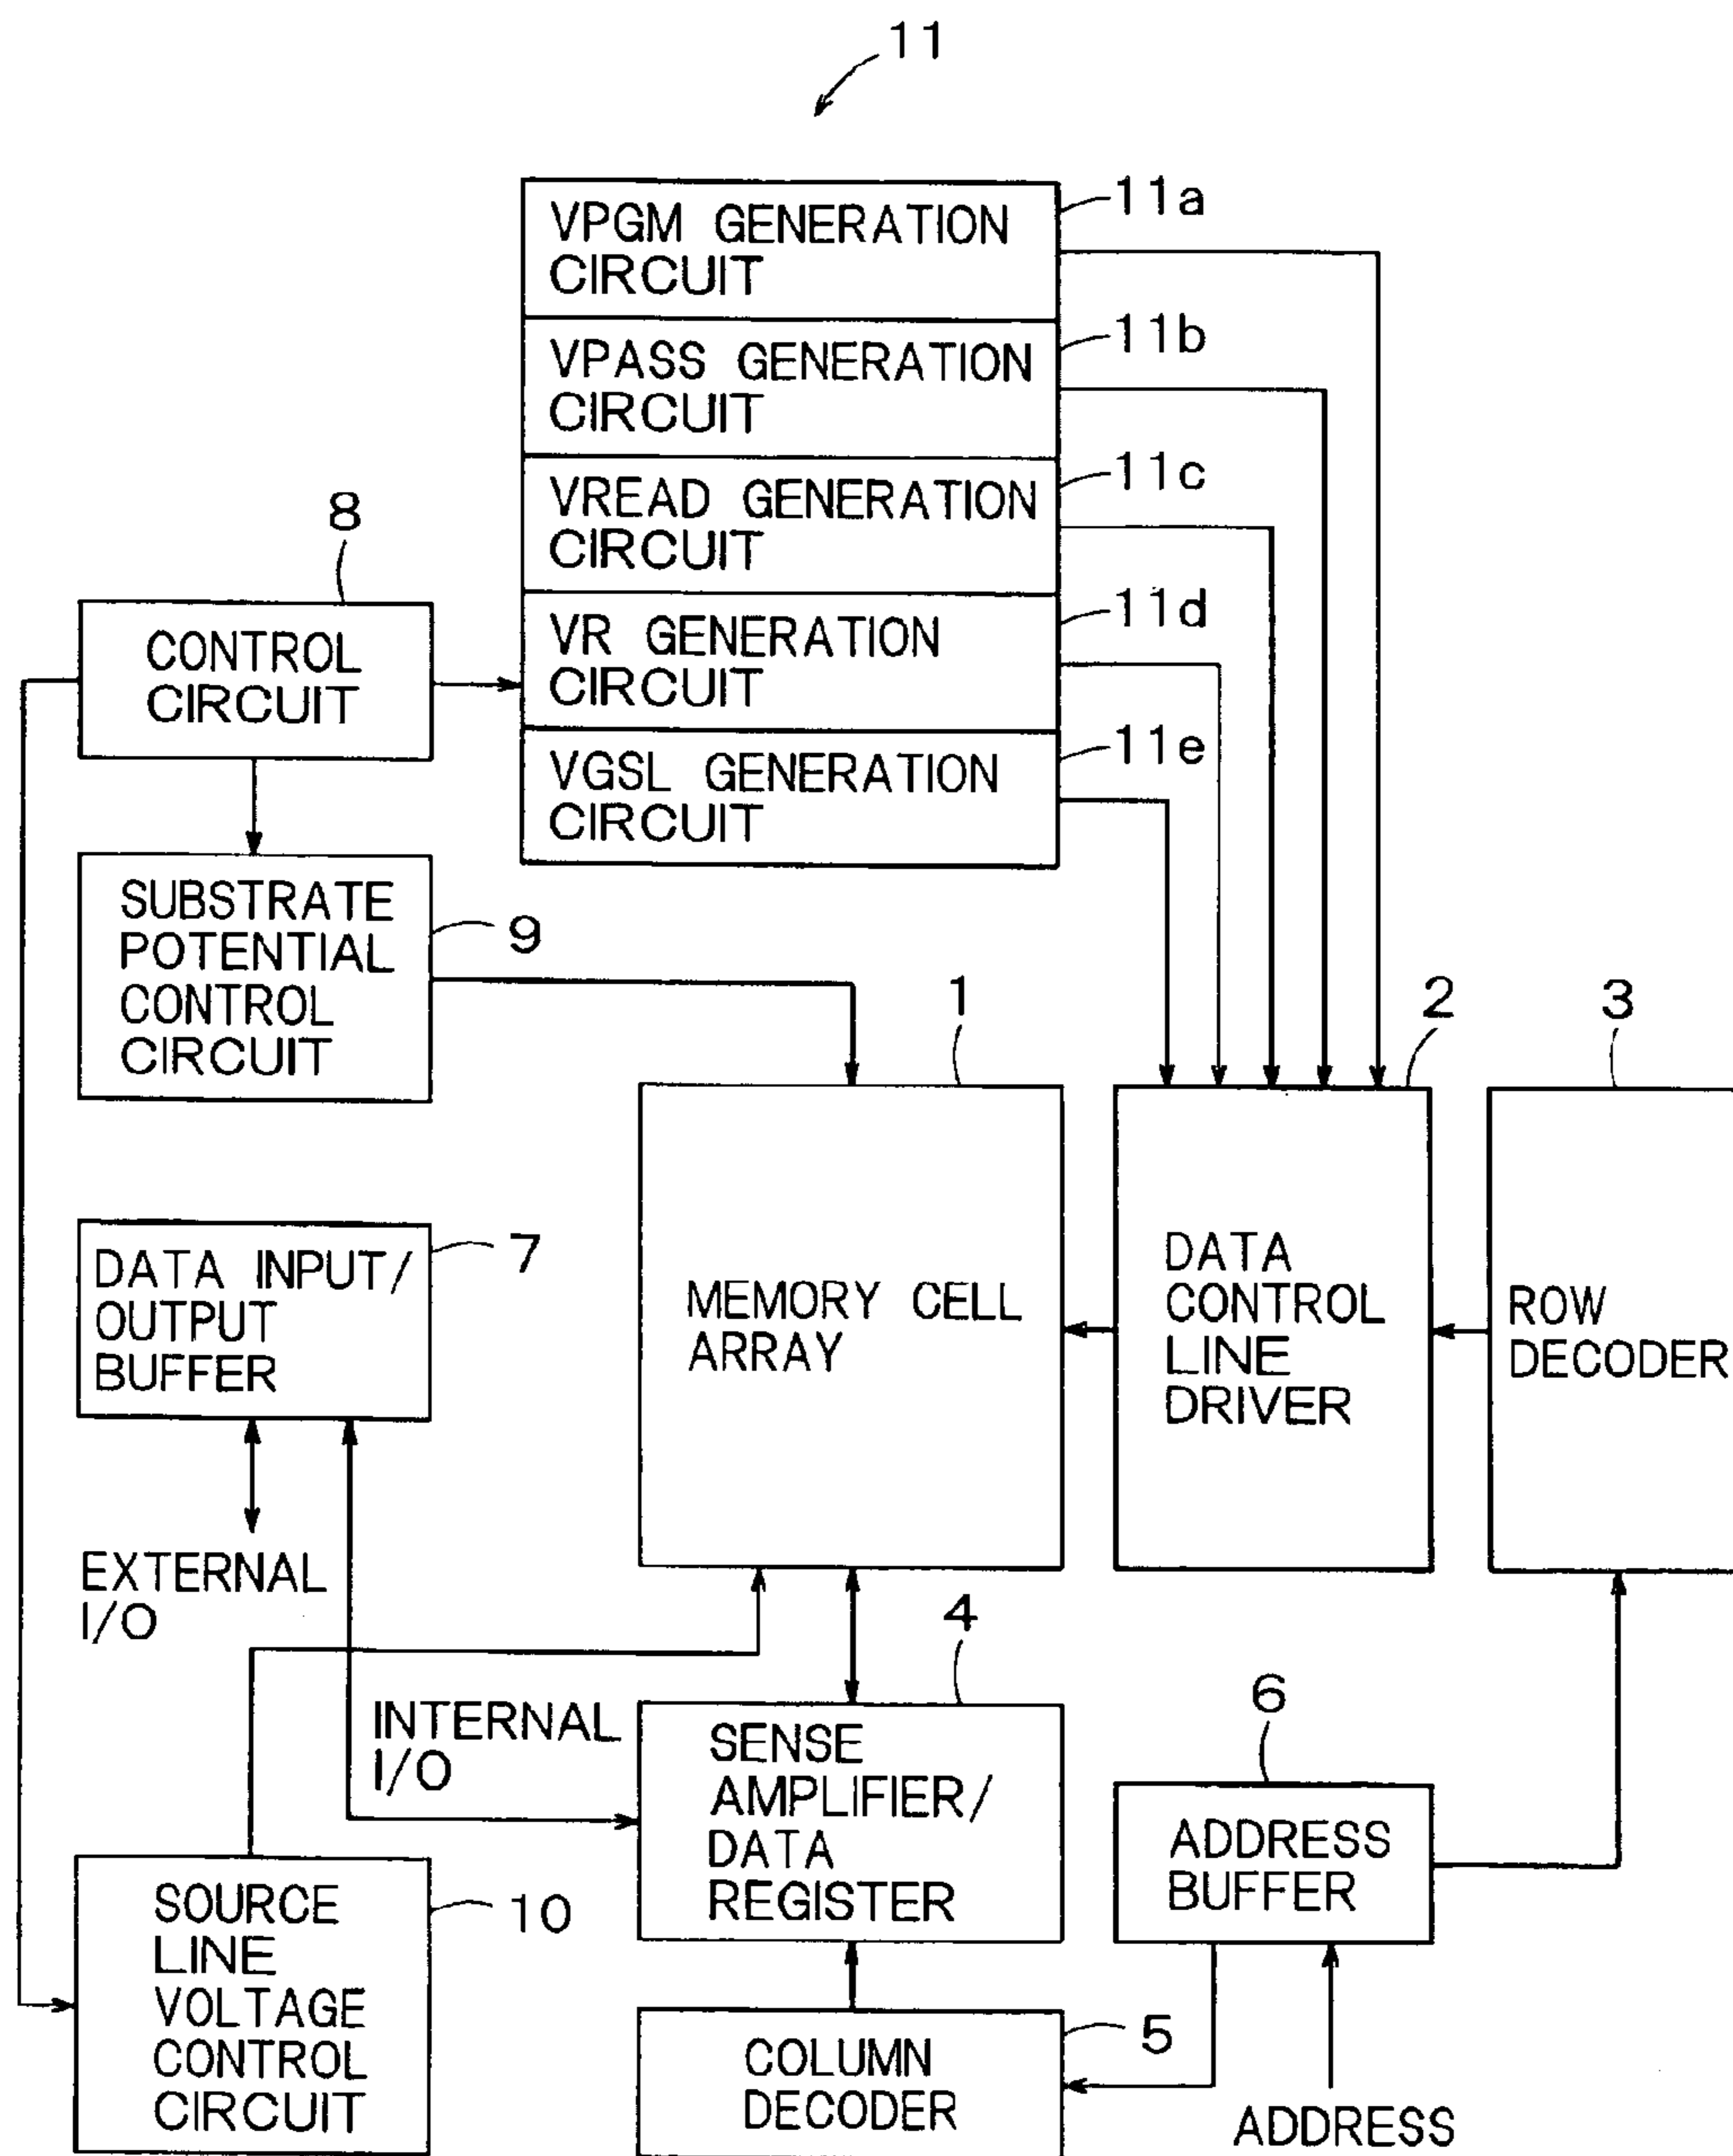 11
VPGM GENERATION
CIRCUIT
11a
VPASS GENERATION
CIRCUIT
11b
VREAD GENERATION
CIRCUIT
11c
VR GENERATION
CIRCUIT
11d
VGSL GENERATION
CIRCUIT
11e
8
CONTROL
CIRCUIT
SUBSTRATE
POTENTIAL
CONTROL
CIRCUIT
9
1
MEMORY CELL
ARRAY
2
DATA
CONTROL
LINE
DRIVER
3
ROW
DECODER
DATA INPUT/
OUTPUT
BUFFER
7
EXTERNAL
I/O
INTERNAL
I/O
4
SENSE
AMPLIFIER/
DATA
REGISTER
6
ADDRESS
BUFFER
SOURCE
LINE
VOLTAGE
CONTROL
CIRCUIT
10
COLUMN
DECODER
5
ADDRESS